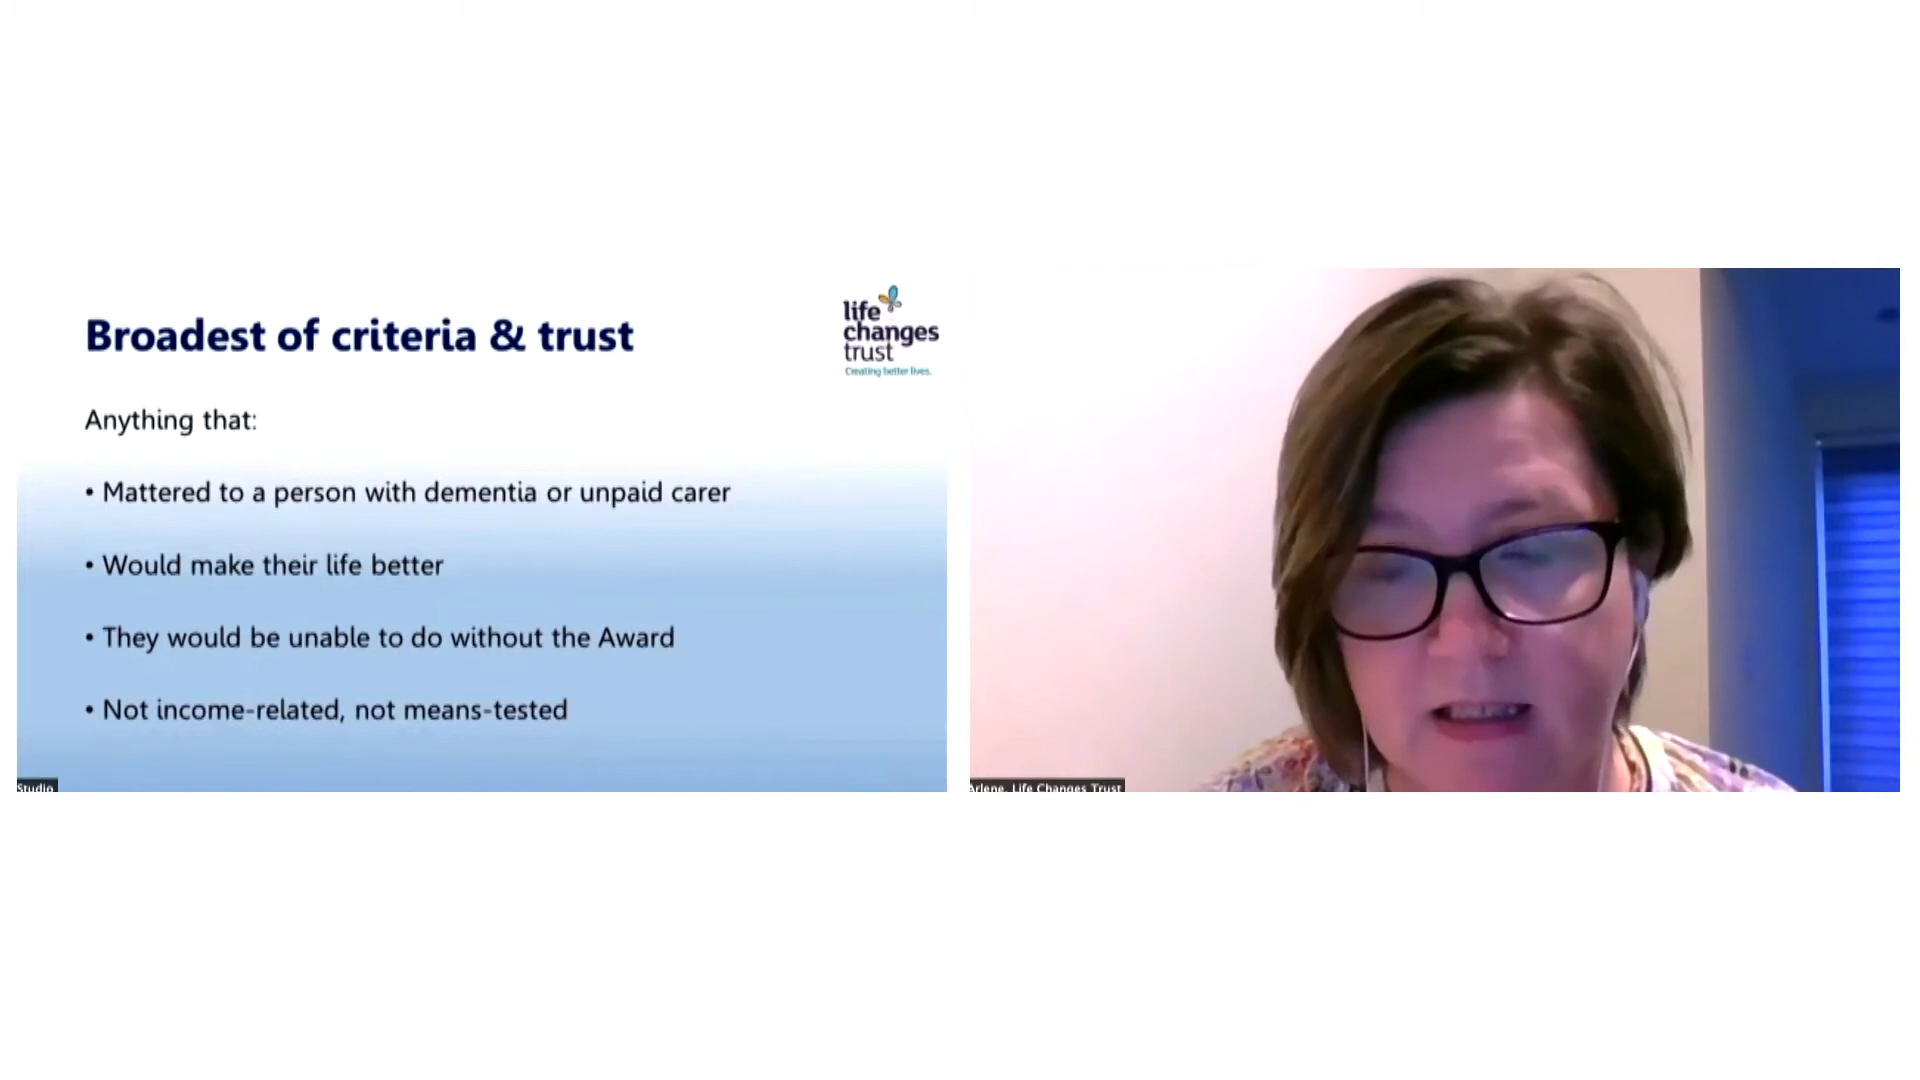 Broadest of criteria & trust
life
changes
trust
Creating better lives.
Anything that:
• Mattered to a person with dementia or unpaid carer
• Would make their life better
• They would be unable to do without the Award
• Not income-related, not means-tested
Studio
Arlene, Life Changes Trust